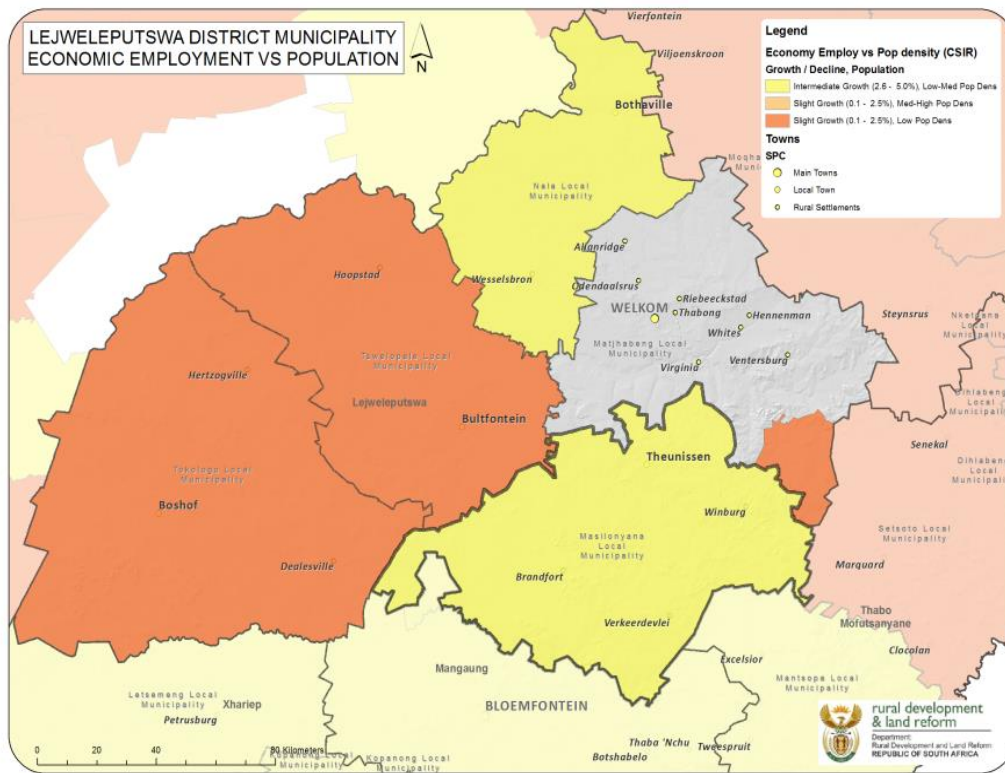 LEJWELEPUTSWA DISTRICT MUNICIPALITY
ECONOMIC EMPLOYMENT VS POPULATION
N
Legend
Economy Employ vs Pop density (CSIR)
Growth / Decline, Population
Intermediate Growth (2.6 - 5.0%), Low-Med Pop Dens
Slight Growth (0.1 - 2.5%), Med-High Pop Dens
Slight Growth (0.1 - 2.5%), Low Pop Dens
Towns
SPC
Main Towns
Local Town
Rural Settlements
Vierfontein
Viljoenskroon
Bothaville
Nala Local
Municipality
Allanridge
Hoopstad
Wesselsbron
Odendaalsrus
Riebeeckstad
WELKOM
Thabong
Hennenman
Whites
Steynsrus
Local
Municipality
Matjhabeng Local
Municipality
Ventersburg
Virginia
Tswelopele Local
Municipality
Hertzogville
Lejweleputswa
Bultfontein
Senekal
Dihlabeng
Local
Municipality
Theunissen
Tokologo Local
Municipality
Boshof
Winburg
Setsoto Local
Municipality
Masilonyana
Local
Municipality
Dealesville
Brandfort
Marquard
Thabo
Mofutsanyane
Verkeerdevlei
Clocolan
Excelsior
Mangaung
Mantsopa Local
Municipality
Letsemeng Local
Municipality
Xhariep
Petrusburg
BLOEMFONTEIN
Thaba 'Nchu
Tweespruit
Botshabelo
Kopanong Local
Municipality
0 40 80 Kilometers
rural development
& land reform
Department:
Rural Development and Land Reform
REPUBLIC OF SOUTH AFRICA